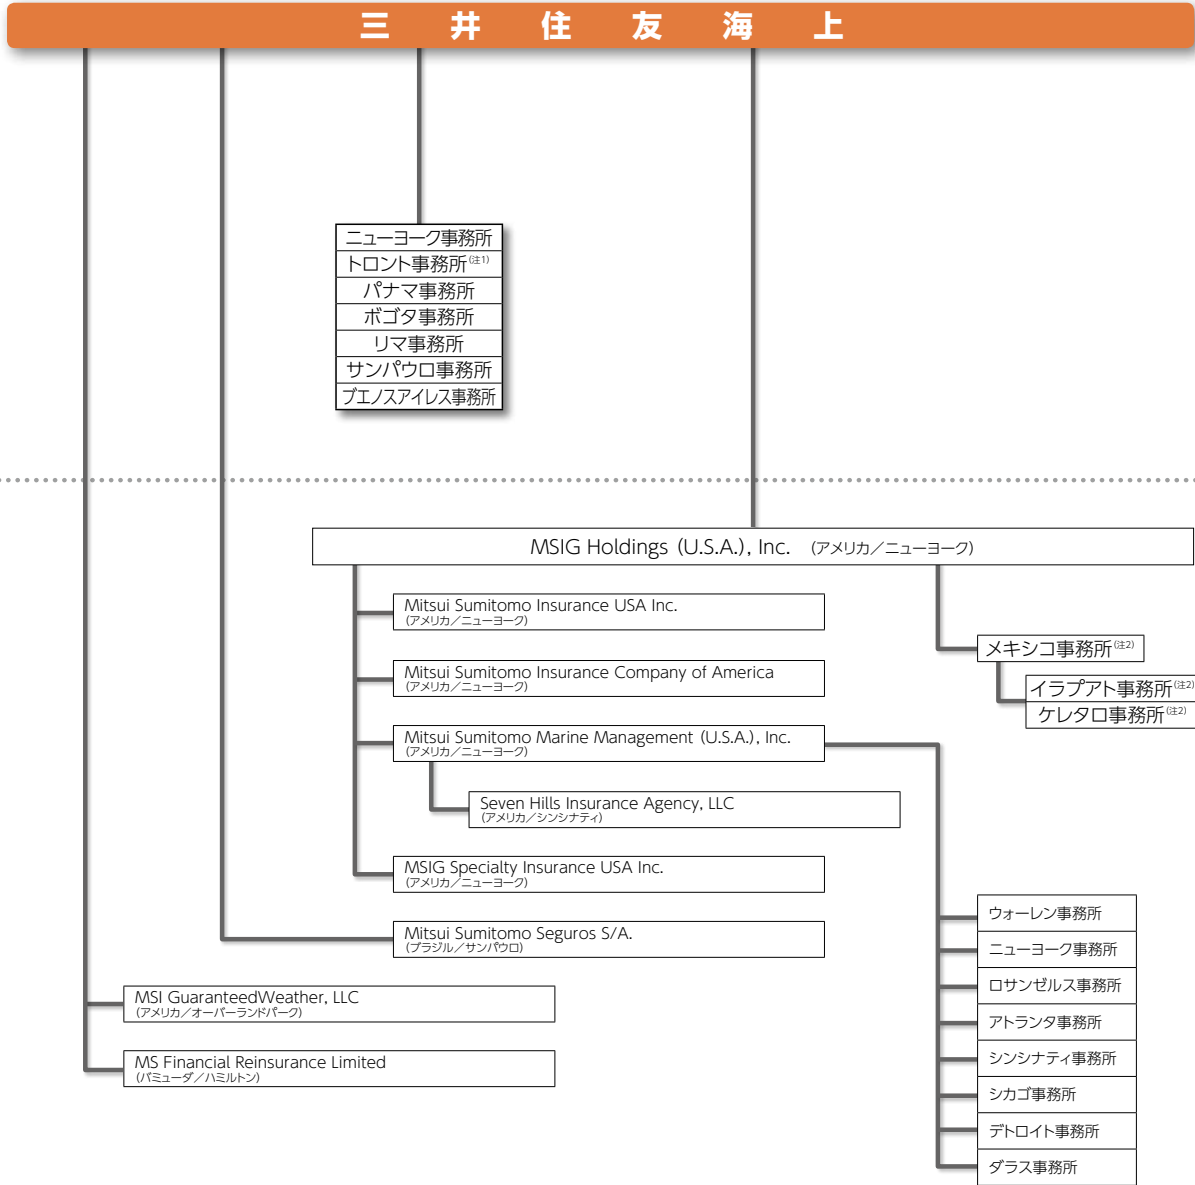 三井住友海上
ニューヨーク事務所
トロント事務所(注1)
パナマ事務所
ボゴタ事務所
リマ事務所
サンパウロ事務所
ブエノスアイレス事務所
MSIG Holdings (U.S.A.), Inc. (アメリカ/ニューヨーク)
Mitsui Sumitomo Insurance USA Inc.
(アメリカ/ニューヨーク)
Mitsui Sumitomo Insurance Company of America
(アメリカ/ニューヨーク)
Mitsui Sumitomo Marine Management (U.S.A.), Inc.
(アメリカ/ニューヨーク)
Seven Hills Insurance Agency, LLC
(アメリカ/シンシナティ)
MSIG Specialty Insurance USA Inc.
(アメリカ/ニューヨーク)
Mitsui Sumitomo Seguros S/A.
(ブラジル/サンパウロ)
MSI GuaranteedWeather, LLC
(アメリカ/オーバーランドパーク)
MS Financial Reinsurance Limited
(バミューダ/ハミルトン)
メキシコ事務所(注2)
イラプアト事務所(注2)
ケレタロ事務所(注2)
ウォーレン事務所
ニューヨーク事務所
ロサンゼルス事務所
アトランタ事務所
シンシナティ事務所
シカゴ事務所
デトロイト事務所
ダラス事務所